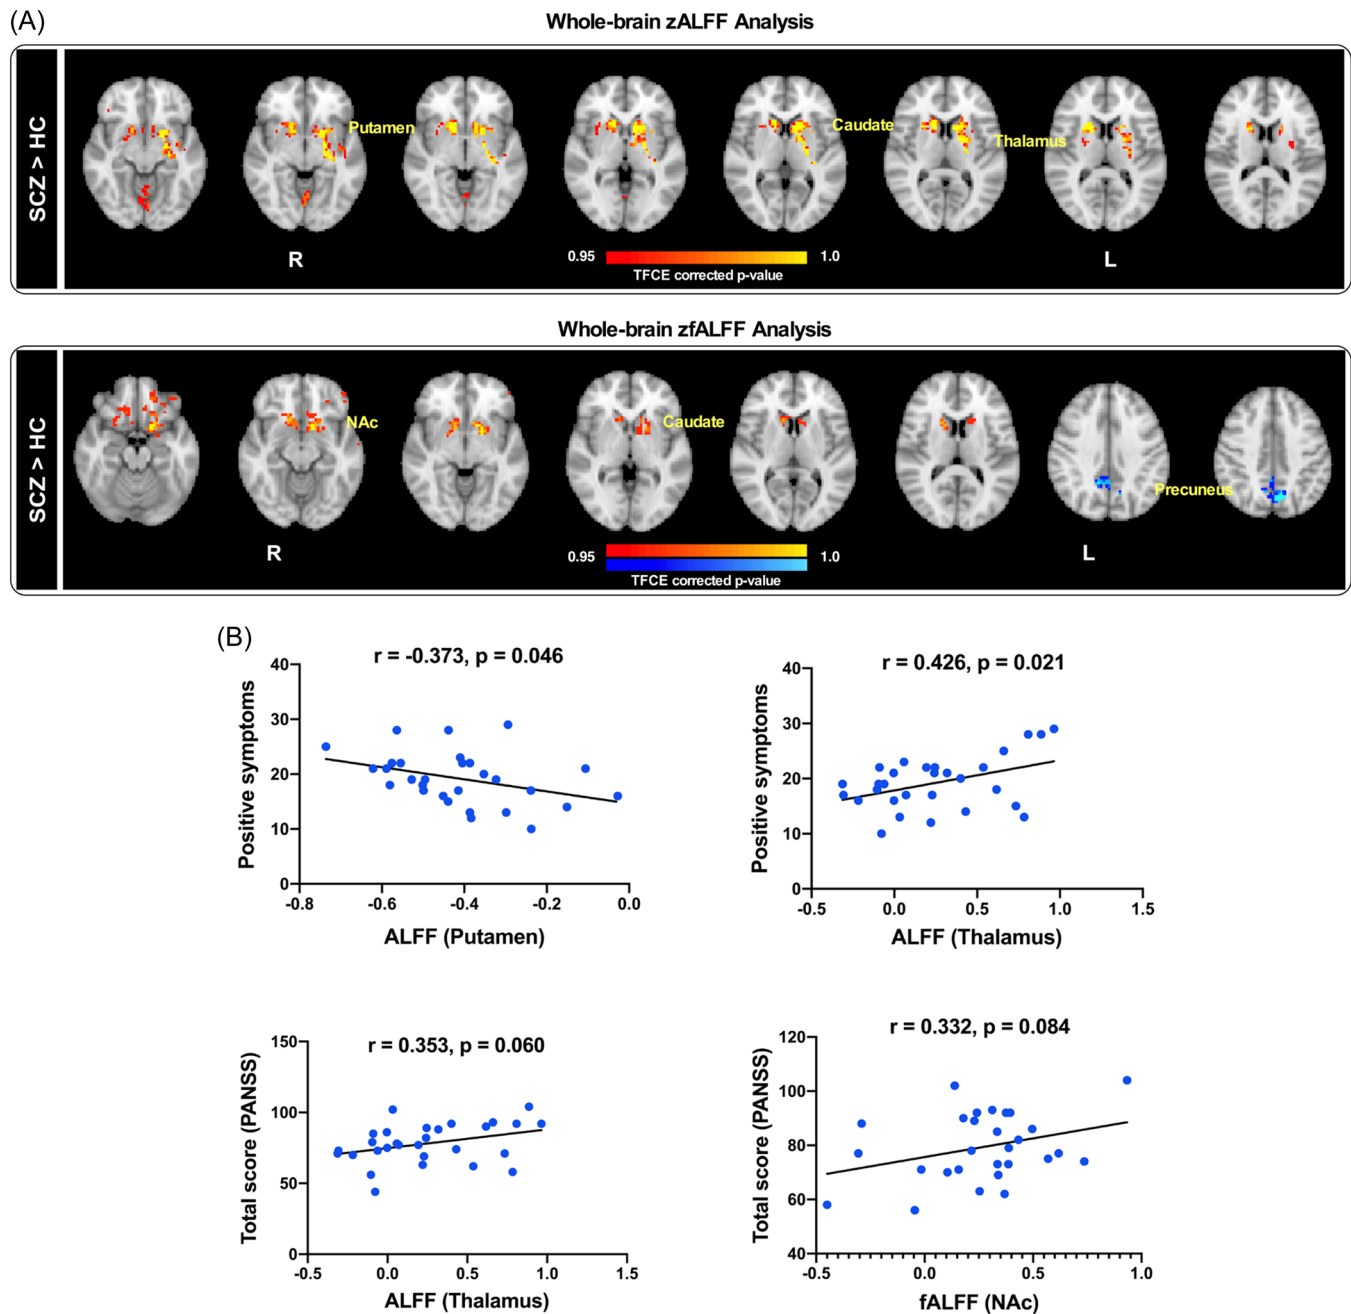 (A)
Whole-brain zALFF Analysis
SCZ > HC
Putamen
Caudate
Thalamus
R
0.95
1.0
L
TFCE corrected p-value
Whole-brain zfALFF Analysis
SCZ > HC
NAc
Caudate
Precuneus
R
0.95
1.0
L
TFCE corrected p-value
(B)
r = -0.373, p = 0.046
Positive symptoms
40
30
20
10
0
-0.8
-0.6
-0.4
-0.2
0.0
ALFF (Putamen)
r = 0.426, p = 0.021
Positive symptoms
40
30
20
10
0
-0.5
0.0
0.5
1.0
1.5
ALFF (Thalamus)
r = 0.353, p = 0.060
Total score (PANSS)
150
100
50
0
-0.5
0.0
0.5
1.0
1.5
ALFF (Thalamus)
r = 0.332, p = 0.084
Total score (PANSS)
120
100
80
60
40
-0.5
0.0
0.5
1.0
fALFF (NAc)